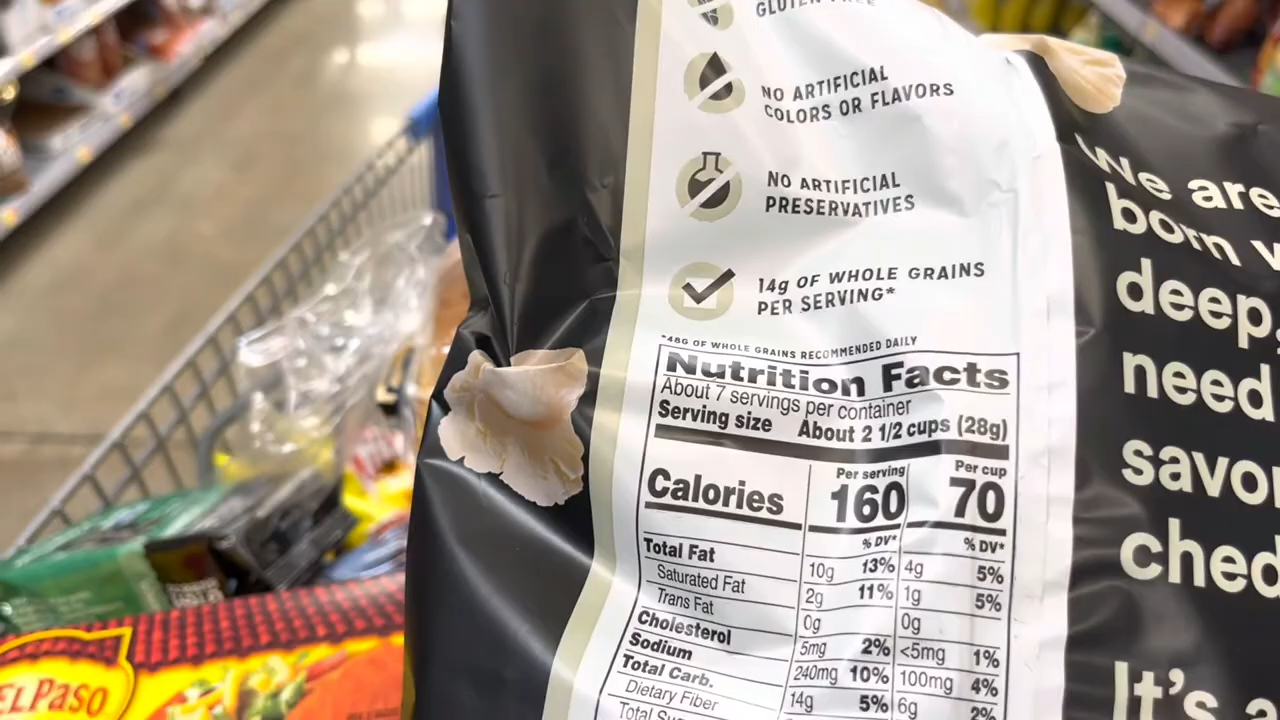 GLUTEN FREE
NO ARTIFICIAL
COLORS OR FLAVORS
NO ARTIFICIAL
PRESERVATIVES
14g OF WHOLE GRAINS
PER SERVING*
*48G OF WHOLE GRAINS RECOMMENDED DAILY
Nutrition Facts
About 7 servings per container
Serving size About 2 1/2 cups (28g)
Per serving Per cup
Calories 160 70
% DV* % DV*
Total Fat 10g 13% 4g 5%
Saturated Fat 2g 11% 1g 5%
Trans Fat 0g 0g
Cholesterol 5mg 2% <5mg 1%
Sodium 240mg 10% 100mg 4%
Total Carb. 14g 5% 6g 2%
Dietary Fiber
We are
born
deep,
need
savor
ched
It's a
EL PASO